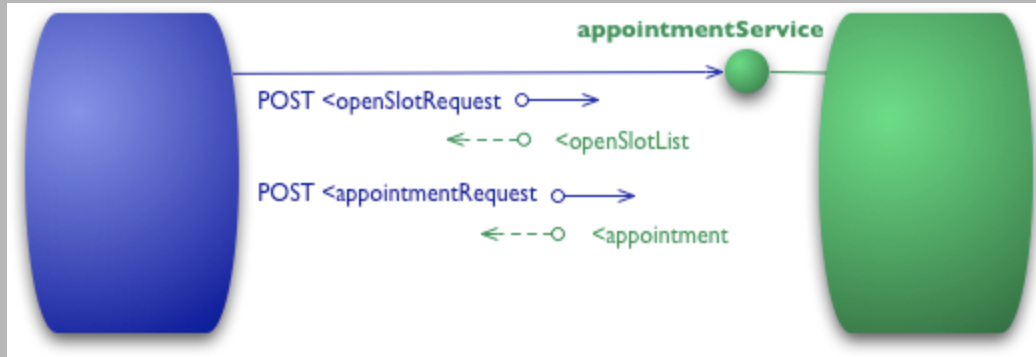 appointmentService
POST <openSlotRequest
<openSlotList
POST <appointmentRequest
<appointment